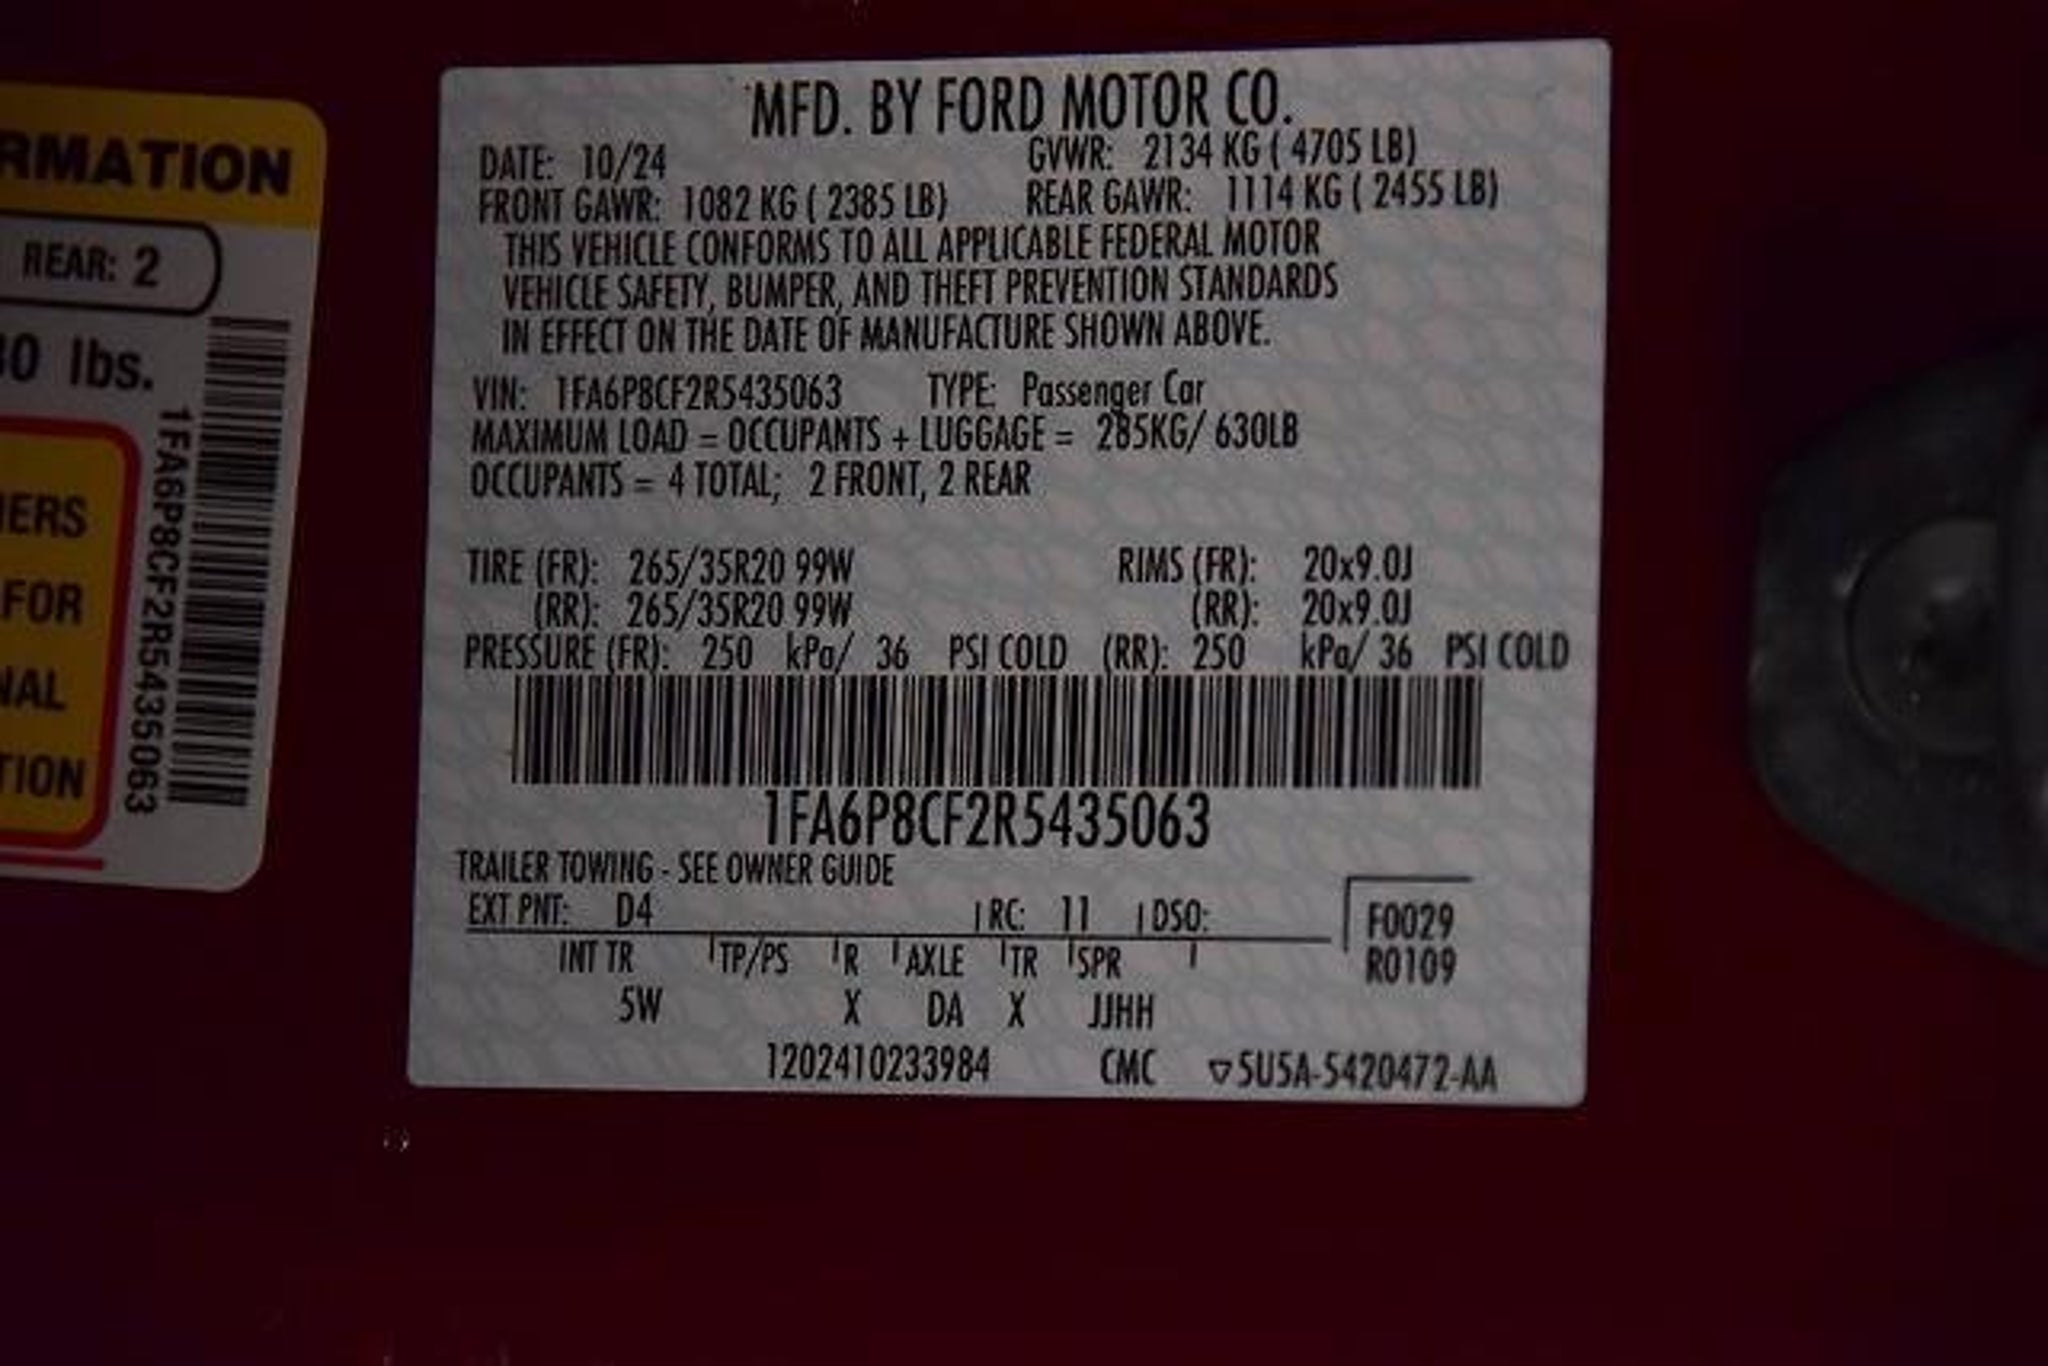 RMATION
REAR: 2
30 lbs.
IERS
FOR
NAL
TION
1FA6P8CF2R5435063
MFD. BY FORD MOTOR CO.
DATE: 10/24 GVWR: 2134 KG ( 4705 LB)
FRONT GAWR: 1082 KG ( 2385 LB) REAR GAWR: 1114 KG ( 2455 LB)
THIS VEHICLE CONFORMS TO ALL APPLICABLE FEDERAL MOTOR
VEHICLE SAFETY, BUMPER, AND THEFT PREVENTION STANDARDS
IN EFFECT ON THE DATE OF MANUFACTURE SHOWN ABOVE.
VIN: 1FA6P8CF2R5435063 TYPE: Passenger Car
MAXIMUM LOAD = OCCUPANTS + LUGGAGE = 285KG/ 630LB
OCCUPANTS = 4 TOTAL; 2 FRONT, 2 REAR
TIRE (FR): 265/35R20 99W RIMS (FR): 20x9.0J
(RR): 265/35R20 99W (RR): 20x9.0J
PRESSURE (FR): 250 kPa/ 36 PSI COLD (RR): 250 kPa/ 36 PSI COLD
1FA6P8CF2R5435063
TRAILER TOWING - SEE OWNER GUIDE
EXT PNT: D4 RC: 11 DSO: F0029
INT TR TP/PS R AXLE TR SPR R0109
5W X DA X JJHH
1202410233984 CMC ▽5U5A-5420472-AA